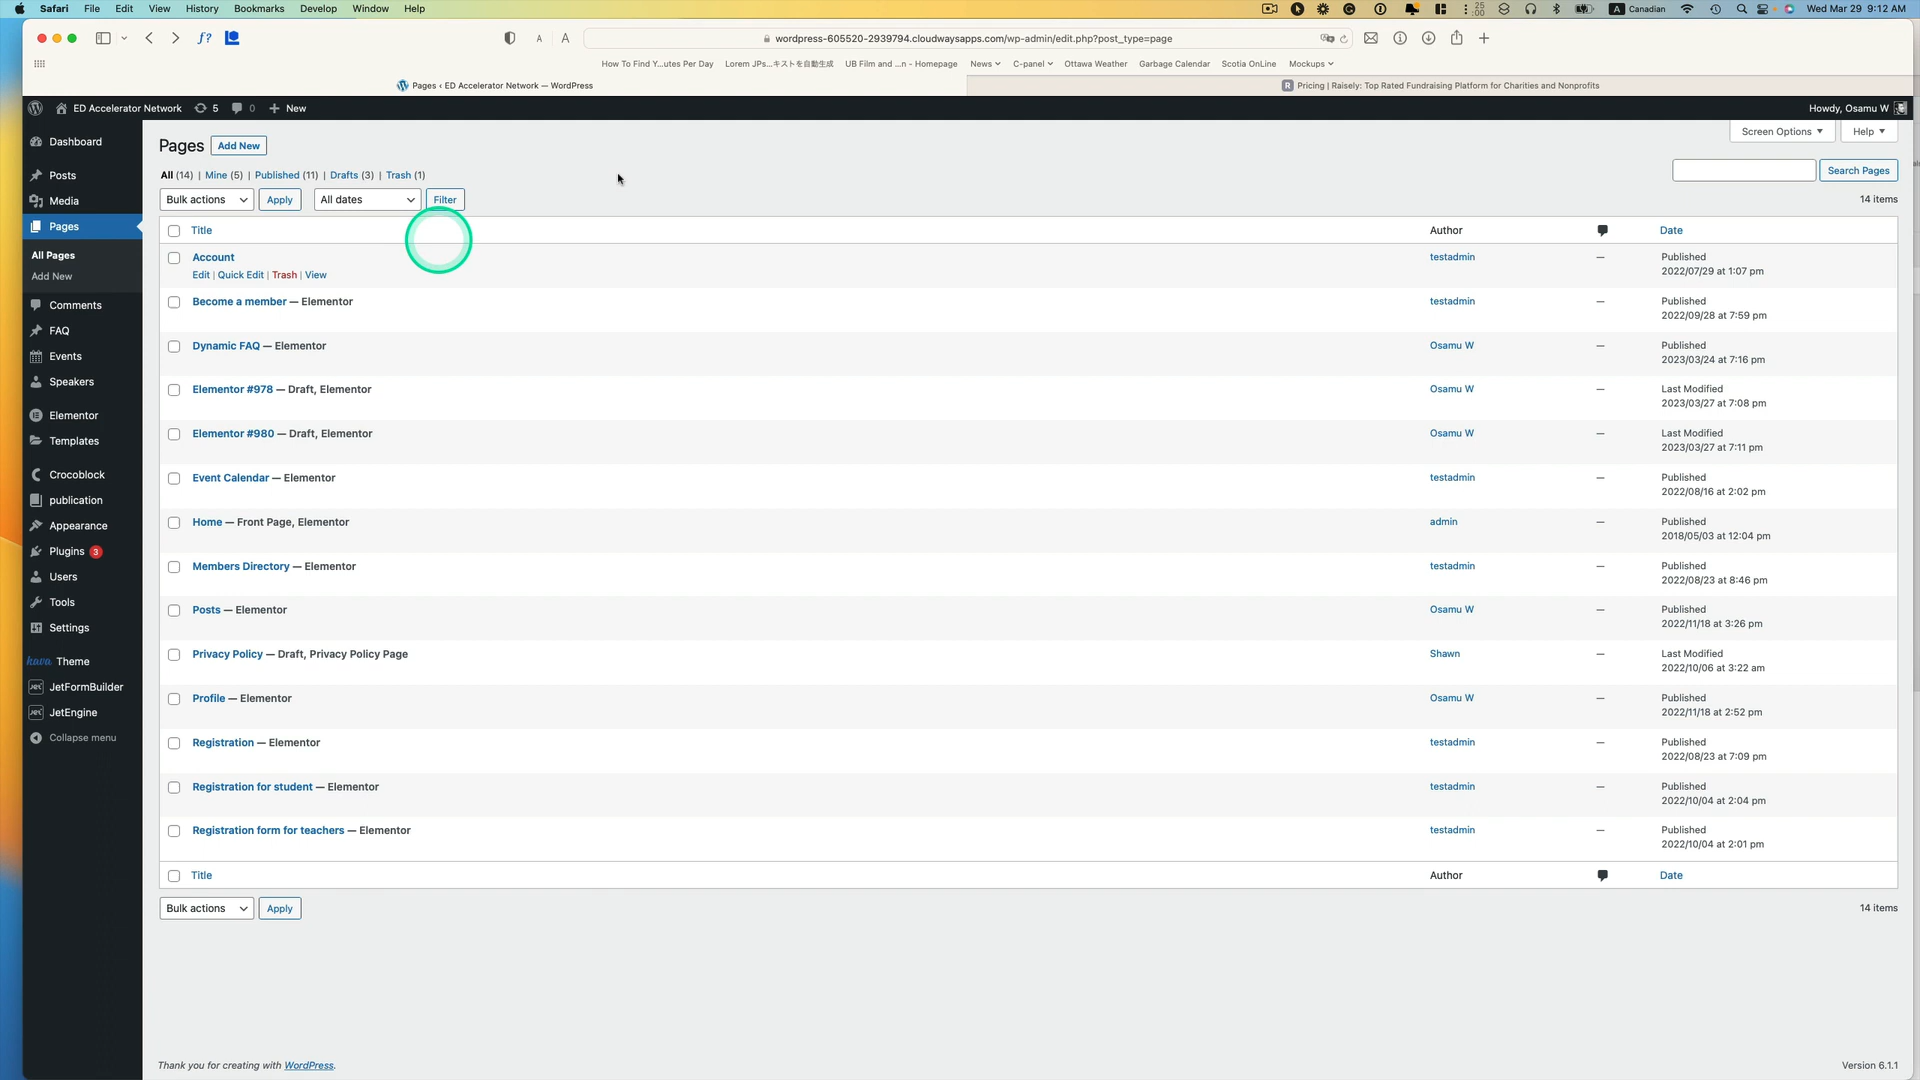 Safari File Edit View History Bookmarks Develop Window Help
25
:00
A Canadian
Wed Mar 29 9:12 AM
f?
A A
wordpress-605520-2939794.cloudwaysapps.com/wp-admin/edit.php?post_type=page
How To Find Y...utes Per Day Lorem JPs...キストを自動生成 UB Film and ...n - Homepage News C-panel Ottawa Weather Garbage Calendar Scotia OnLine Mockups
Pages < ED Accelerator Network — WordPress
R Pricing | Raisely: Top Rated Fundraising Platform for Charities and Nonprofits
ED Accelerator Network 5 0 + New
Howdy, Osamu W
Dashboard
Posts
Media
Pages
All Pages
Add New
Comments
FAQ
Events
Speakers
Elementor
Templates
Crocoblock
publication
Appearance
Plugins 3
Users
Tools
Settings
kava Theme
JetFormBuilder
JetEngine
Collapse menu
Pages Add New
Screen Options Help
All (14) | Mine (5) | Published (11) | Drafts (3) | Trash (1)
Search Pages
Bulk actions Apply All dates Filter
14 items
Title Author Date
Account testadmin — Published
2022/07/29 at 1:07 pm
Edit | Quick Edit | Trash | View
Become a member — Elementor testadmin — Published
2022/09/28 at 7:59 pm
Dynamic FAQ — Elementor Osamu W — Published
2023/03/24 at 7:16 pm
Elementor #978 — Draft, Elementor Osamu W — Last Modified
2023/03/27 at 7:08 pm
Elementor #980 — Draft, Elementor Osamu W — Last Modified
2023/03/27 at 7:11 pm
Event Calendar — Elementor testadmin — Published
2022/08/16 at 2:02 pm
Home — Front Page, Elementor admin — Published
2018/05/03 at 12:04 pm
Members Directory — Elementor testadmin — Published
2022/08/23 at 8:46 pm
Posts — Elementor Osamu W — Published
2022/11/18 at 3:26 pm
Privacy Policy — Draft, Privacy Policy Page Shawn — Last Modified
2022/10/06 at 3:22 am
Profile — Elementor Osamu W — Published
2022/11/18 at 2:52 pm
Registration — Elementor testadmin — Published
2022/08/23 at 7:09 pm
Registration for student — Elementor testadmin — Published
2022/10/04 at 2:04 pm
Registration form for teachers — Elementor testadmin — Published
2022/10/04 at 2:01 pm
Title Author Date
Bulk actions Apply
14 items
Thank you for creating with WordPress.
Version 6.1.1